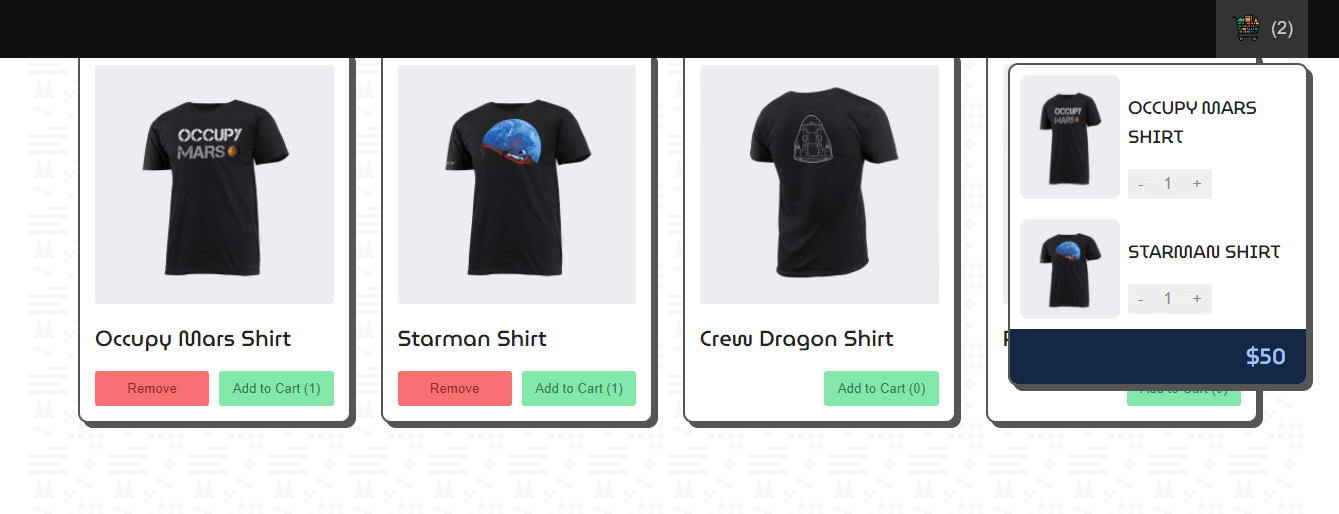 (2)
OCCUPY
MARS
OCCUPY
MARS
OCCUPY MARS
SHIRT
- 1 +
STARMAN SHIRT
- 1 +
$50
Occupy Mars Shirt
Starman Shirt
Crew Dragon Shirt
Remove
Add to Cart (1)
Remove
Add to Cart (1)
Add to Cart (0)
Add to Cart (0)